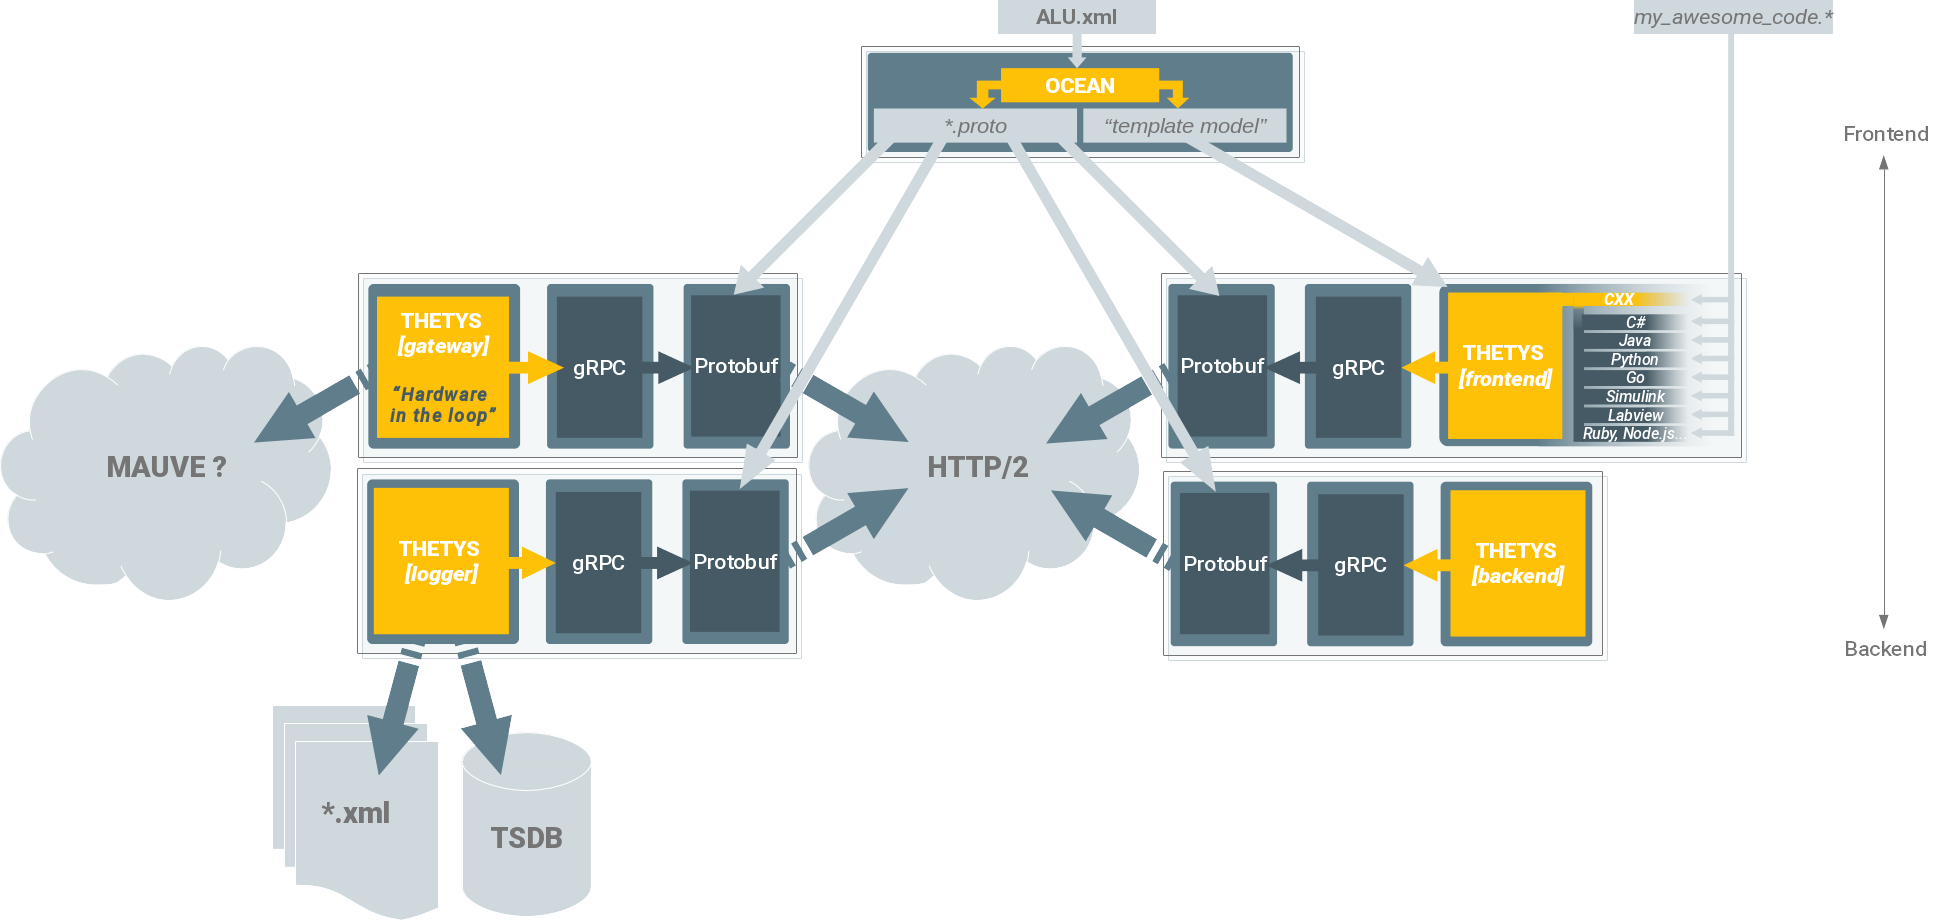 ALU.xml
my_awesome_code.*
OCEAN
*.proto
“template model”
Frontend
THETYS
[gateway]
“Hardware
in the loop”
gRPC
Protobuf
Protobuf
gRPC
THETYS
[frontend]
CXX
C#
Java
Python
Go
Simulink
Labview
Ruby, Node.js...
MAUVE ?
HTTP/2
THETYS
[logger]
gRPC
Protobuf
Protobuf
gRPC
THETYS
[backend]
Backend
*.xml
TSDB